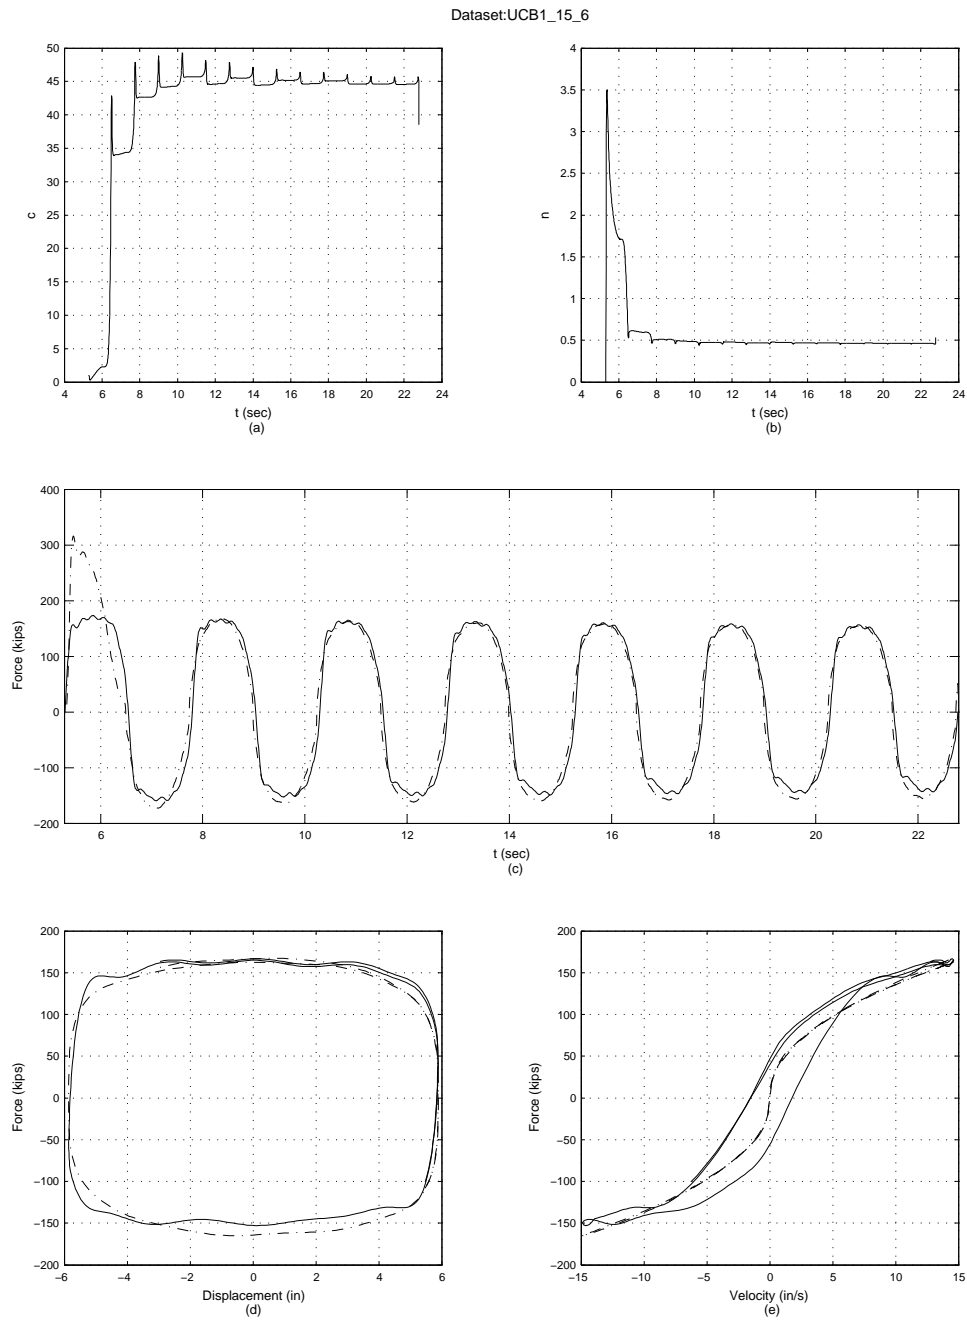 Dataset:UCB1_15_6
50
45
40
35
30
25
20
15
10
5
0
c
4 6 8 10 12 14 16 18 20 22 24
t (sec)
(a)
4
3.5
3
2.5
2
1.5
1
0.5
0
n
4 6 8 10 12 14 16 18 20 22 24
t (sec)
(b)
400
300
200
100
0
−100
−200
Force (kips)
6 8 10 12 14 16 18 20 22
t (sec)
(c)
200
150
100
50
0
−50
−100
−150
−200
Force (kips)
−6 −4 −2 0 2 4 6
Displacement (in)
(d)
200
150
100
50
0
−50
−100
−150
−200
Force (kips)
−15 −10 −5 0 5 10 15
Velocity (in/s)
(e)